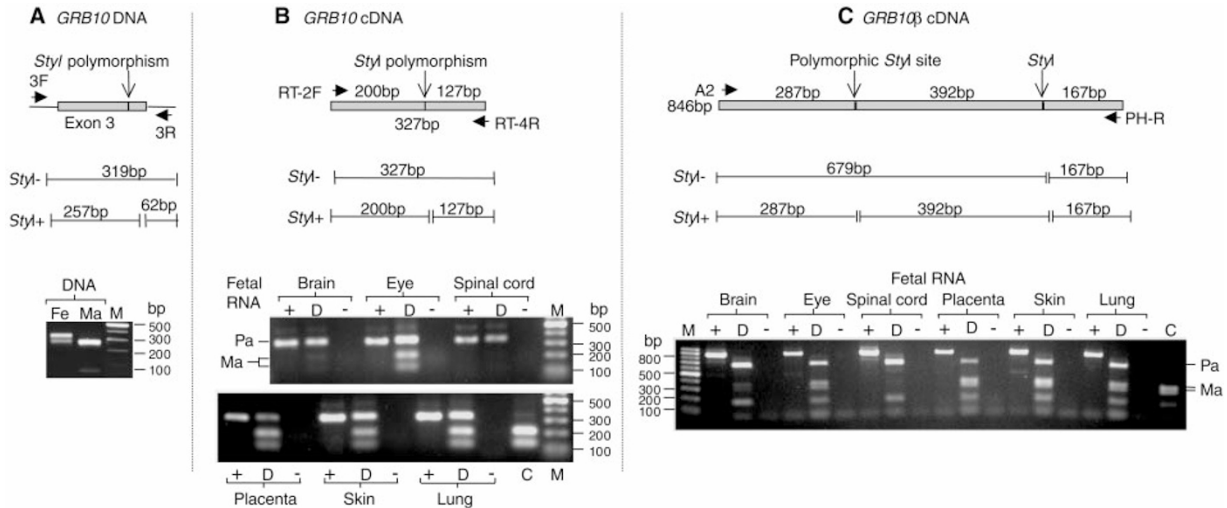 A GRB10 DNA
StyI polymorphism
3F
Exon 3
3R
319bp
StyI-
257bp 62bp
StyI+
DNA
Fe Ma M bp
500
300
200
100
B GRB10 cDNA
StyI polymorphism
RT-2F 200bp 127bp
327bp RT-4R
327bp
StyI-
200bp 127bp
StyI+
Fetal RNA Brain Eye Spinal cord
+ D - + D - + D - M
Pa
Ma
500
300
200
100
500
300
200
100
+ D - + D - + D - C M
Placenta Skin Lung
C GRB10β cDNA
Polymorphic StyI site StyI
A2 287bp 392bp 167bp
846bp
PH-R
679bp 167bp
StyI-
287bp 392bp 167bp
StyI+
Fetal RNA
Brain Eye Spinal cord Placenta Skin Lung
M + D - + D - + D - + D - + D - + D - C
bp
800
500
300
200
100
Pa
Ma